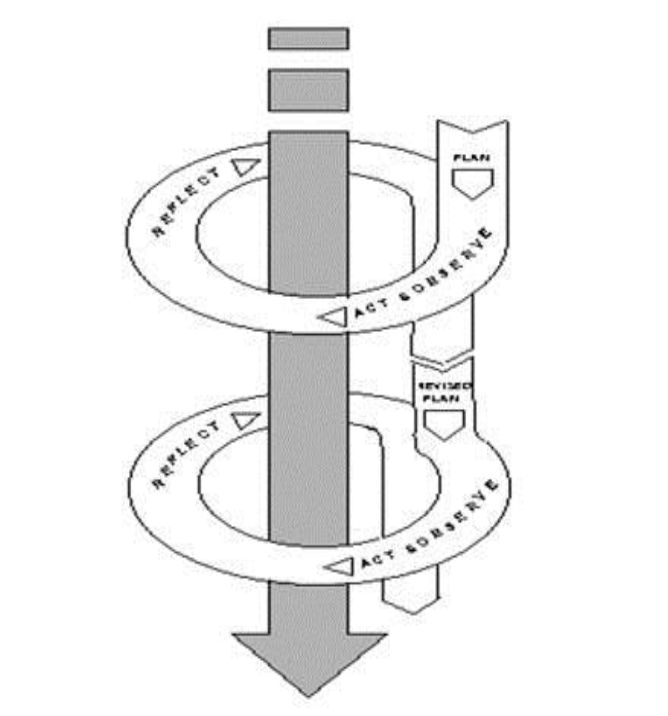 PLAN
REFLECT
ACT & OBSERVE
REVISED
PLAN
REFLECT
ACT & OBSERVE